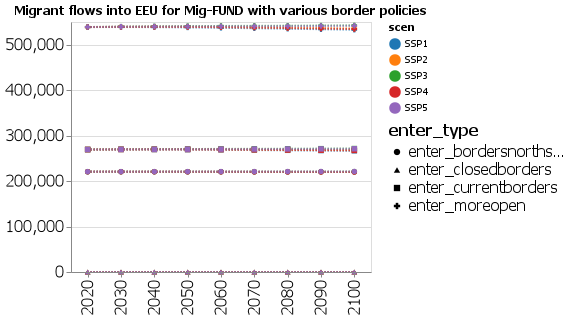 Migrant flows into EEU for Mig-FUND with various border policies
500,000
400,000
300,000
200,000
100,000
0
2020
2030
2040
2050
2060
2070
2080
2090
2100
scen
SSP1
SSP2
SSP3
SSP4
SSP5
enter_type
enter_bordersnorths...
enter_closedborders
enter_currentborders
enter_moreopen